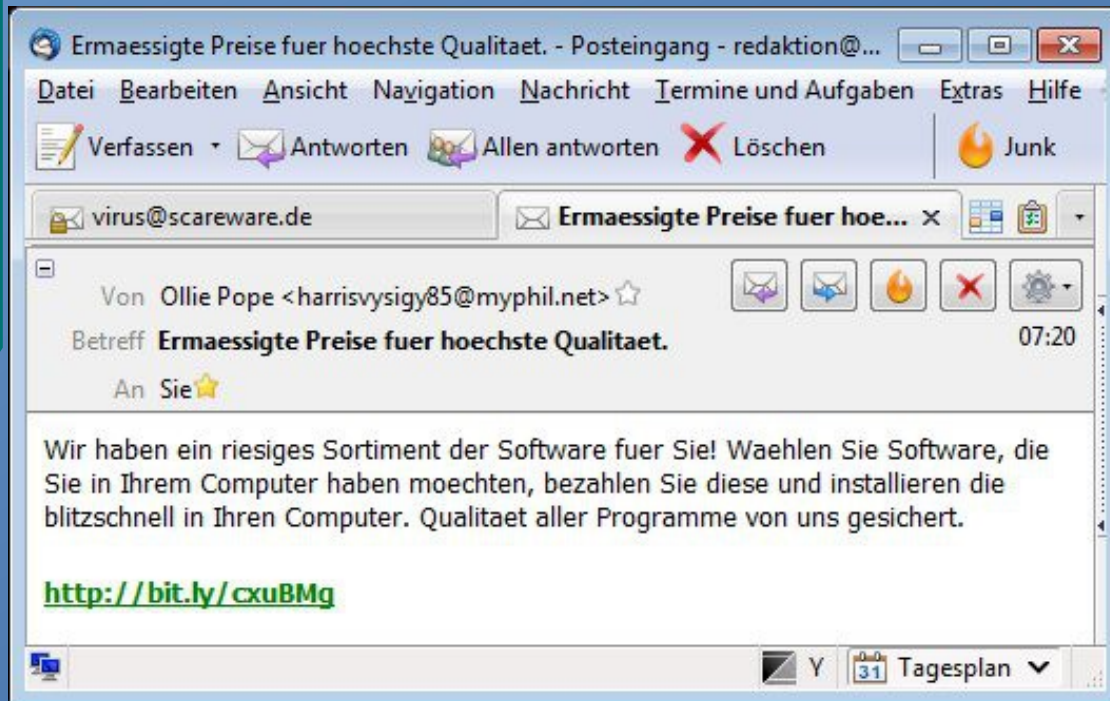 Ermaessigte Preise fuer hoechste Qualitaet. - Posteingang - redaktion@...
Datei Bearbeiten Ansicht Navigation Nachricht Termine und Aufgaben Extras Hilfe
Verfassen Antworten Allen antworten Löschen Junk
virus@scareware.de Ermaessigte Preise fuer hoe...
Von Ollie Pope <harrisvysigy85@myphil.net>
Betreff Ermaessigte Preise fuer hoechste Qualitaet. 07:20
An Sie
Wir haben ein riesiges Sortiment der Software fuer Sie! Waehlen Sie Software, die
Sie in Ihrem Computer haben moechten, bezahlen Sie diese und installieren die
blitzschnell in Ihren Computer. Qualitaet aller Programme von uns gesichert.
http://bit.ly/cxuBMg
Y 31 Tagesplan